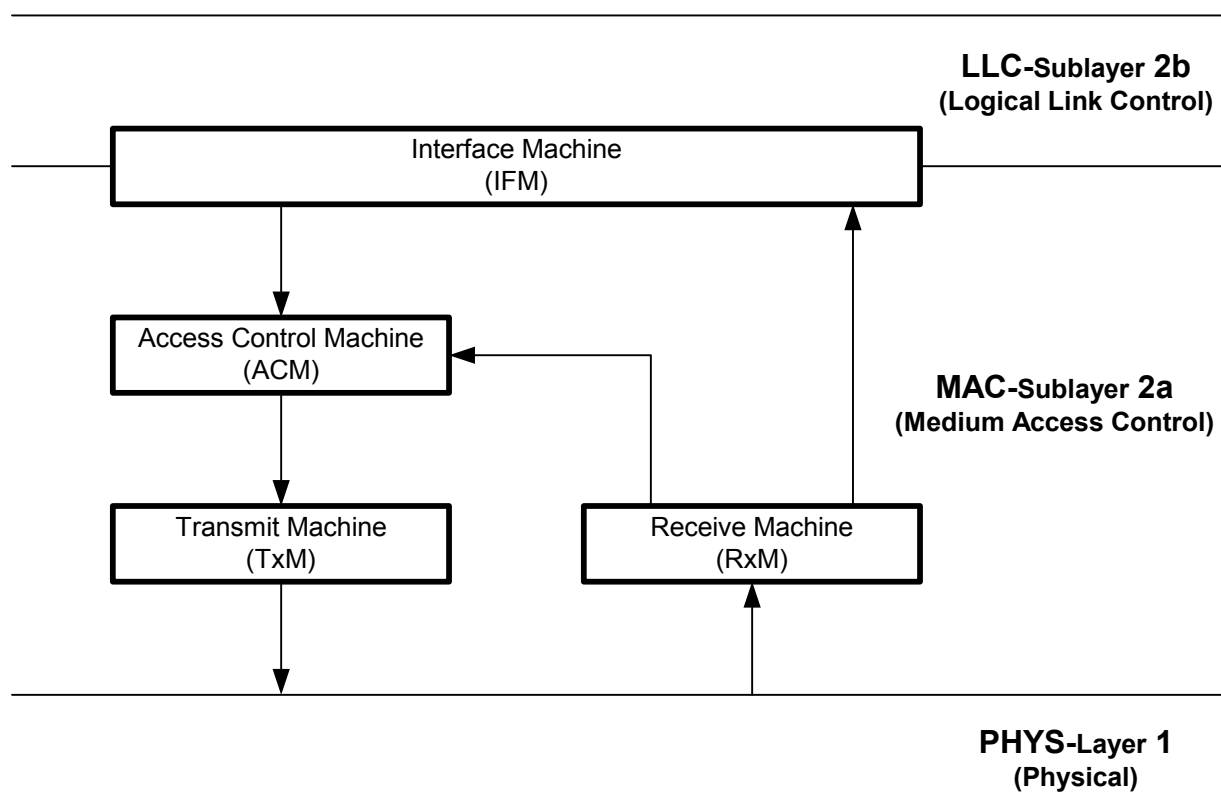 LLC-Sublayer 2b
(Logical Link Control)
Interface Machine
(IFM)
Access Control Machine
(ACM)
MAC-Sublayer 2a
(Medium Access Control)
Transmit Machine
(TxM)
Receive Machine
(RxM)
PHYS-Layer 1
(Physical)